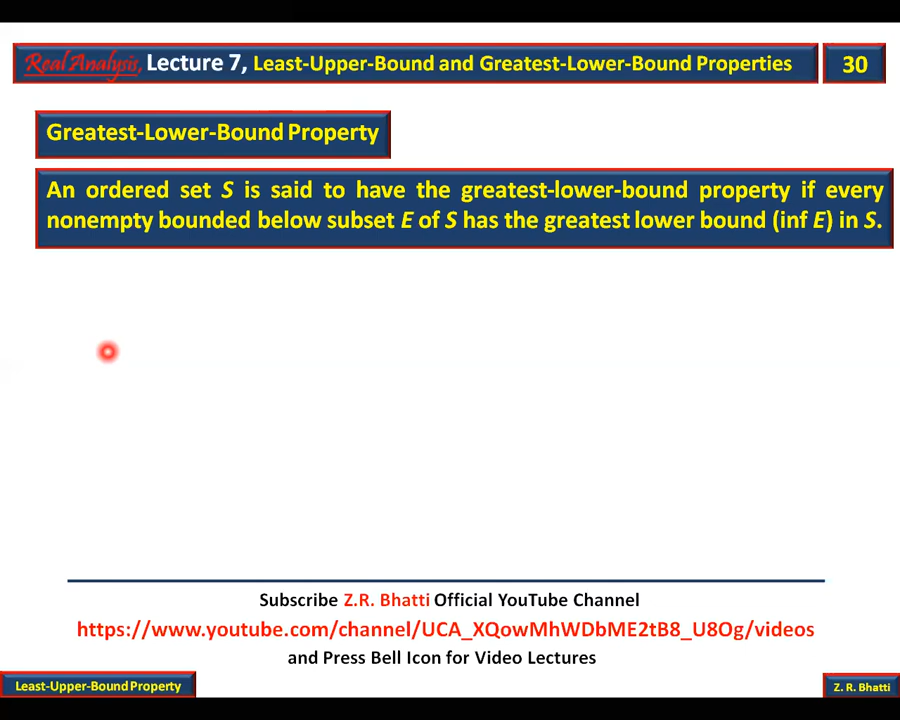 Real Analysis, Lecture 7, Least-Upper-Bound and Greatest-Lower-Bound Properties 30
Greatest-Lower-Bound Property
An ordered set S is said to have the greatest-lower-bound property if every
nonempty bounded below subset E of S has the greatest lower bound (inf E) in S.
Subscribe Z.R. Bhatti Official YouTube Channel
https://www.youtube.com/channel/UCA_XQowMhWDbME2tB8_U8Og/videos
and Press Bell Icon for Video Lectures
Least-Upper-Bound Property Z. R. Bhatti